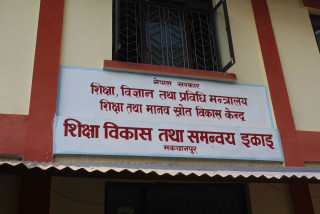 नेपाल सरकार
शिक्षा, विज्ञान तथा प्रविधि मन्त्रालय
शिक्षा तथा मानव स्रोत विकास केन्द्र
शिक्षा विकास तथा समन्वय इकाइ
मकवानपुर